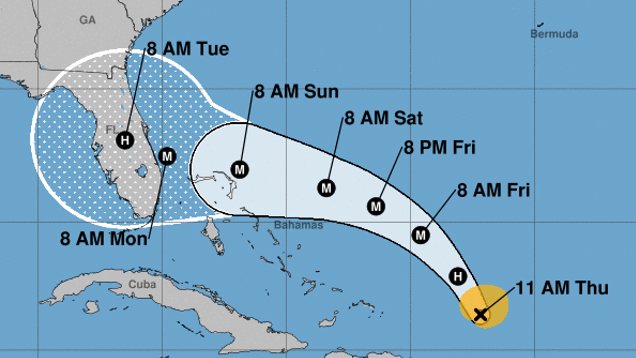 GA
Bermuda
8 AM Tue
8 AM Sun
8 AM Sat
8 PM Fri
8 AM Fri
H
FL
M
M
M
M
M
8 AM Mon
Bahamas
H
11 AM Thu
Cuba